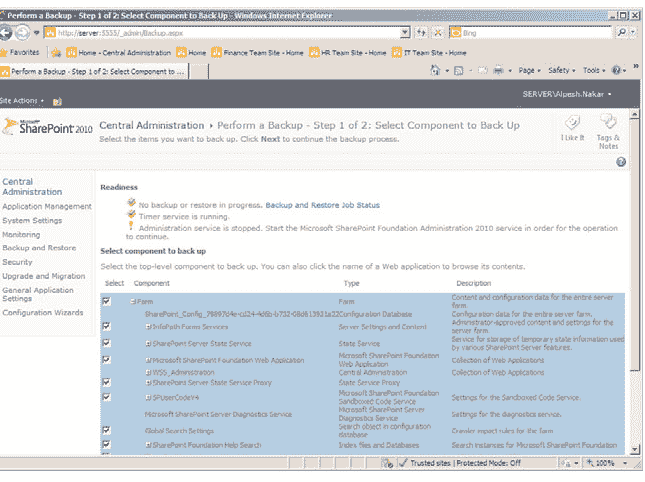 Perform a Backup - Step 1 of 2: Select Component to Back Up - Windows Internet Explorer
http://server:5555/_admin/Backup.aspx
Bing
Favorites Home - Central Administration Home Finance Team Site - Home HR Team Site - Home IT Team Site - Home
Perform a Backup - Step 1 of 2: Select Component to ...
Page Safety Tools
SERVER\Alpesh.Nakar
Site Actions
Microsoft
SharePoint 2010
Central Administration Perform a Backup - Step 1 of 2: Select Component to Back Up
Select the items you want to back up. Click Next to continue the backup process.
I Like It
Tags &
Notes
Central
Administration
Application Management
System Settings
Monitoring
Backup and Restore
Security
Upgrade and Migration
General Application
Settings
Configuration Wizards
Readiness
No backup or restore in progress. Backup and Restore Job Status
Timer service is running.
Administration service is stopped. Start the Microsoft SharePoint Foundation Administration 2010 service in order for the operation
to continue.
Select component to back up
Select the top-level component to back up. You can also click the name of a Web application to browse its contents.
Select Component Type Description
Farm Farm Content and configuration data for the entire server
farm.
Configuration Database Configuration data for the entire server farm.
InfoPath Forms Services Server Settings and Content Administrator-approved content and settings for the
server farm.
SharePoint Server State Service State Service Service for storage of temporary state information used
by various SharePoint Server features.
Microsoft SharePoint Foundation Web Application Microsoft SharePoint Foundation
Web Application Collection of Web Applications
WSS_Administration Central Administration Collection of Web Applications
SharePoint Server State Service Proxy State Service Proxy
SPUserCodeV4 Microsoft SharePoint Foundation
Sandboxed Code Service Settings for the Sandboxed Code Service.
Microsoft SharePoint Server Diagnostics Service Microsoft SharePoint Server
Diagnostics Service Settings for the diagnostics service.
Global Search Settings Search object in configuration
database Crawler impact rules for the farm
SharePoint Foundation Help Search Index files and Databases Search instances for Microsoft SharePoint Foundation
Trusted sites | Protected Mode: Off
100%